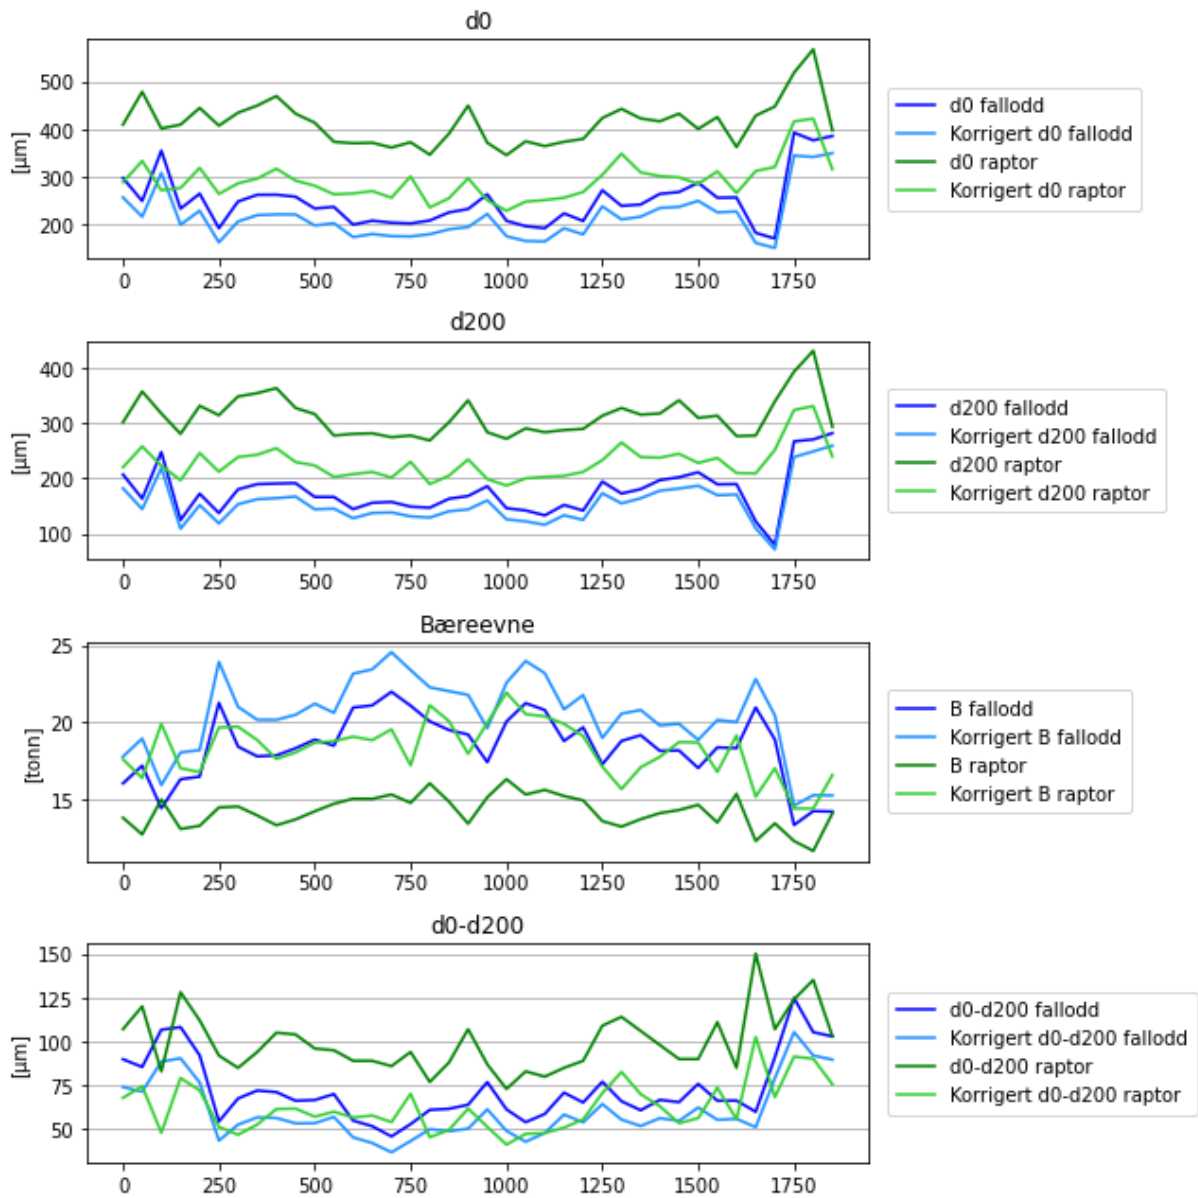 d0
[µm]
500
400
300
200
0 250 500 750 1000 1250 1500 1750
d0 fallodd
Korrigert d0 fallodd
d0 raptor
Korrigert d0 raptor
d200
[µm]
400
300
200
100
0 250 500 750 1000 1250 1500 1750
d200 fallodd
Korrigert d200 fallodd
d200 raptor
Korrigert d200 raptor
Bæreevne
[tonn]
25
20
15
0 250 500 750 1000 1250 1500 1750
B fallodd
Korrigert B fallodd
B raptor
Korrigert B raptor
d0-d200
[µm]
150
125
100
75
50
0 250 500 750 1000 1250 1500 1750
d0-d200 fallodd
Korrigert d0-d200 fallodd
d0-d200 raptor
Korrigert d0-d200 raptor